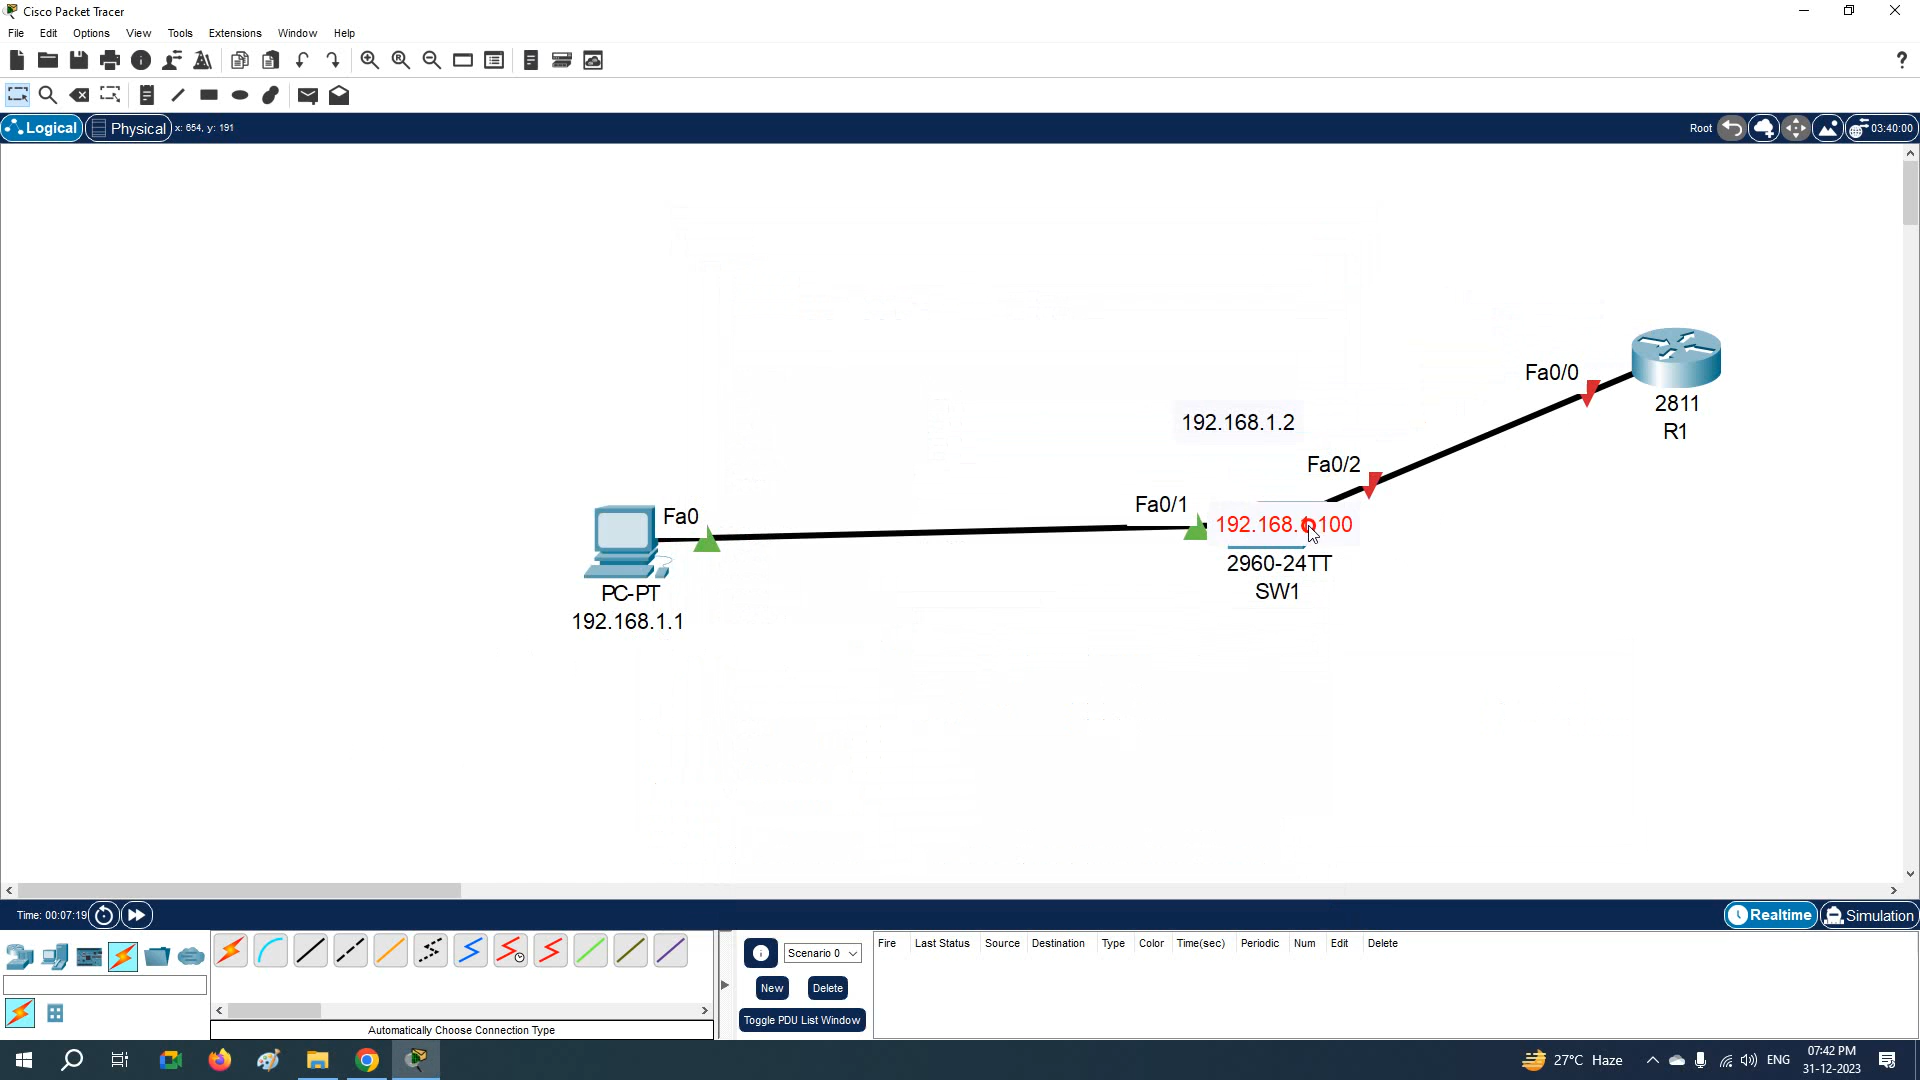 Cisco Packet Tracer
File Edit Options View Tools Extensions Window Help
Logical Physical x: 654, y: 191 Root 03:40:00
Fa0/0
2811
R1
192.168.1.2
Fa0/2
Fa0/1
Fa0
192.168. 100
2960-24TT
SW1
PC-PT
192.168.1.1
Time: 00:07:19 Realtime Simulation
Scenario 0
New Delete
Toggle PDU List Window
Fire Last Status Source Destination Type Color Time(sec) Periodic Num Edit Delete
Automatically Choose Connection Type
27°C Haze ENG 07:42 PM
31-12-2023